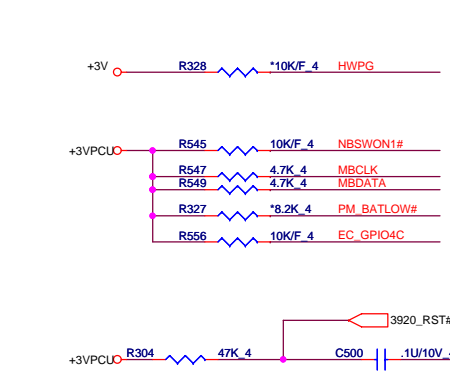 +3V R328 *10K/F_4 HWPG
+3VPCU R545 10K/F_4 NBSWON1#
R547 4.7K_4 MBCLK
R549 4.7K_4 MBDATA
R327 *8.2K_4 PM_BATLOW#
R556 10K/F_4 EC_GPIO4C
3920_RST#
+3VPCU R304 47K_4 C500 .1U/10V_4